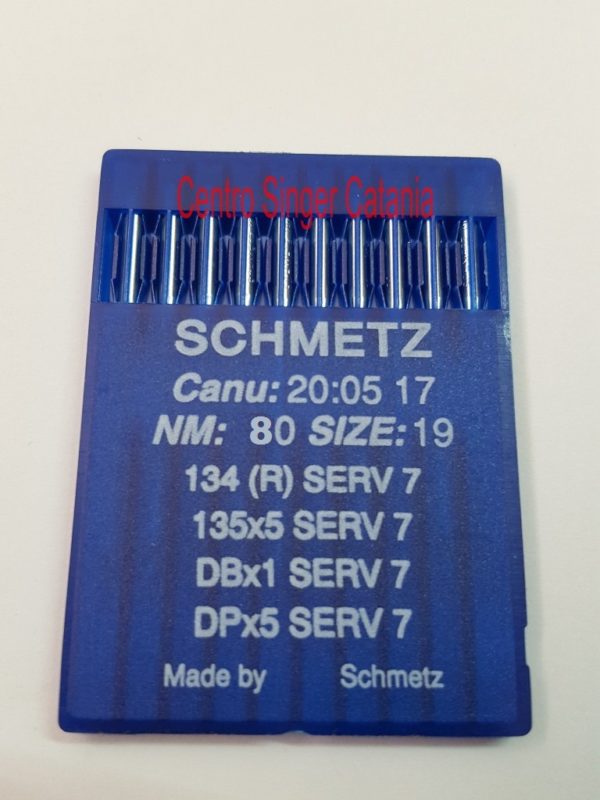 Centro Singer Catania
SCHMETZ
Canu: 20:05 17
NM: 80 SIZE: 19
134 (R) SERV 7
135x5 SERV 7
DBx1 SERV 7
DPx5 SERV 7
Made by Schmetz